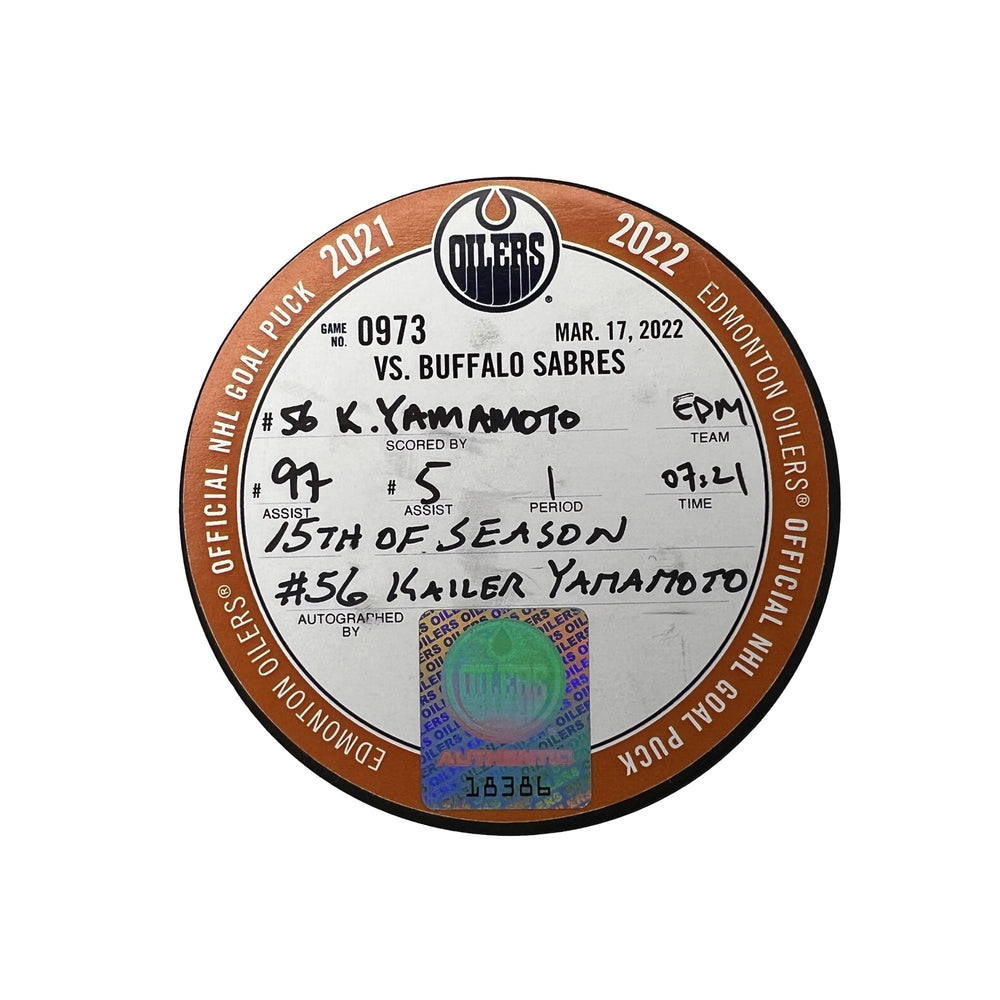 2021
2022
EDMONTON OILERS® OFFICIAL NHL GOAL PUCK
EDMONTON OILERS® OFFICIAL NHL GOAL PUCK
OILERS
®
GAME NO. 0973
MAR. 17, 2022
VS. BUFFALO SABRES
#56 K. YAMAMOTO EDM
SCORED BY TEAM
#97 #5 1 07:21
ASSIST ASSIST PERIOD TIME
15TH OF SEASON
#56 KAILER YAMAMOTO
AUTOGRAPHED
BY
OILERS
AUTHENTIC
18386